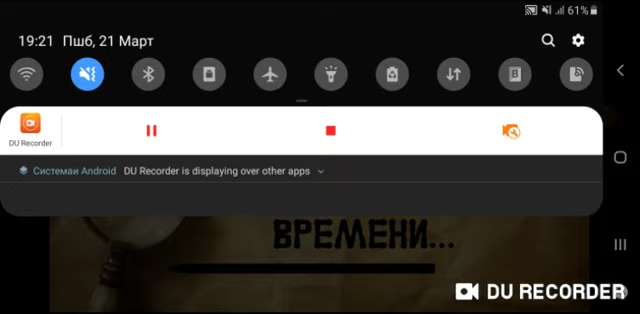 61%
19:21 Пшб, 21 Март
DU Recorder
Системаи Android DU Recorder is displaying over other apps
ВРЕМЕНИ...
DU RECORDER